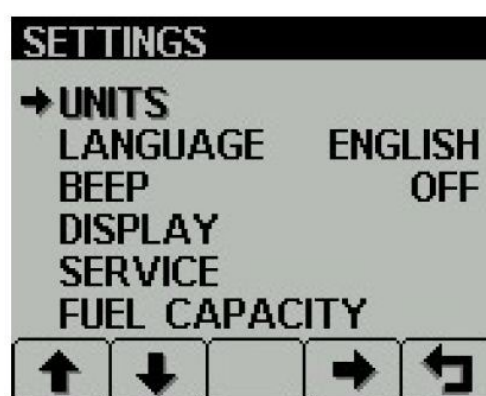 SETTINGS
UNITS
LANGUAGE ENGLISH
BEEP OFF
DISPLAY
SERVICE
FUEL CAPACITY